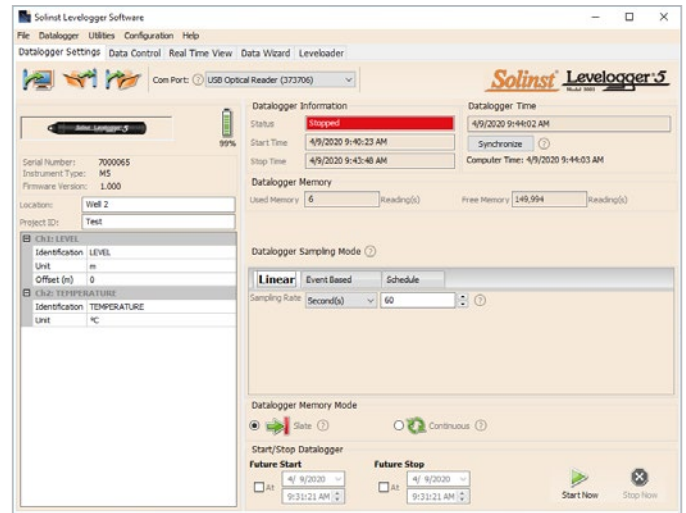 Solinst Levelogger Software
File Datalogger Utilities Configuration Help
Datalogger Settings Data Control Real Time View Data Wizard Leveloader
Com Port: USB Optical Reader (373706)
Solinst Levelogger 5
99%
Serial Number: 7000065
Instrument Type: M5
Firmware Version: 1.000
Location: Well 2
Project ID: Test
Ch1: LEVEL
Identification LEVEL
Unit m
Offset (m) 0
Ch2: TEMPERATURE
Identification TEMPERATURE
Unit ºC
Datalogger Information
Status Stopped
Start Time 4/9/2020 9:40:23 AM
Stop Time 4/9/2020 9:43:48 AM
Datalogger Time
4/9/2020 9:44:02 AM
Synchronize
Computer Time: 4/9/2020 9:44:03 AM
Datalogger Memory
Used Memory 6 Reading(s) Free Memory 149,994 Reading(s)
Datalogger Sampling Mode
Linear Event Based Schedule
Sampling Rate Second(s) 60
Datalogger Memory Mode
Slate Continuous
Start/Stop Datalogger
Future Start Future Stop
At 4/ 9/2020 At 4/ 9/2020
9:31:21 AM 9:31:21 AM
Start Now Stop Now